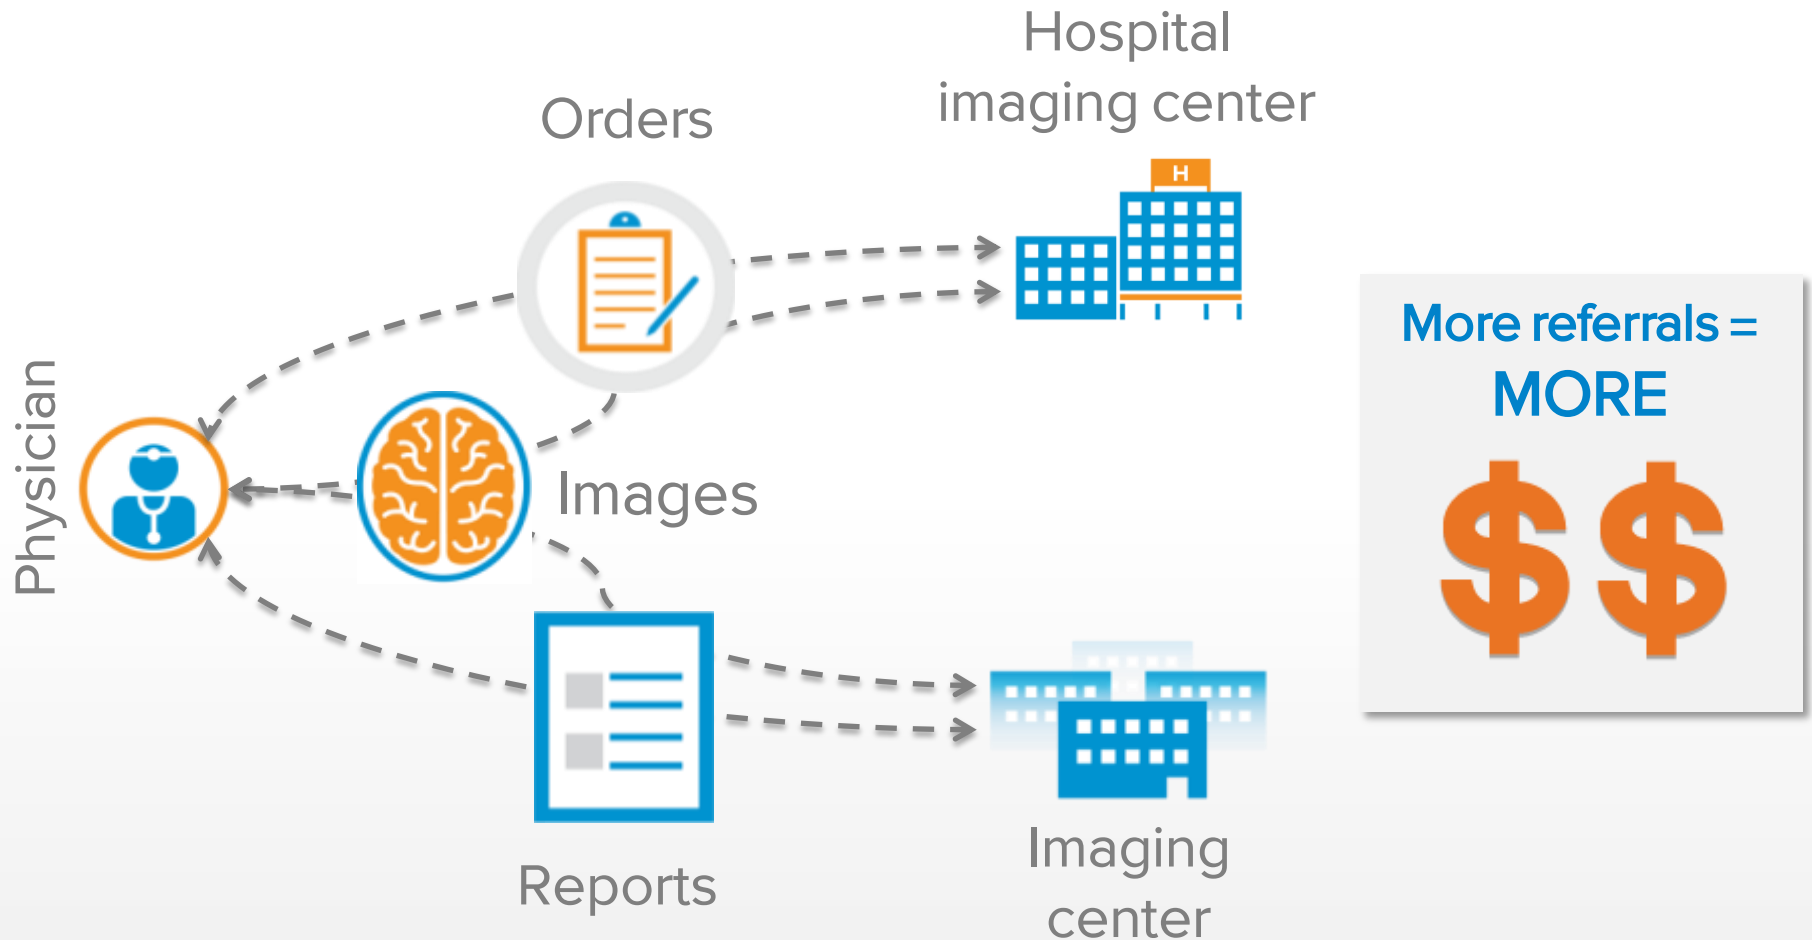 Hospital
imaging center
Orders
H
More referrals =
MORE
$$
Physician
Images
Reports
Imaging
center